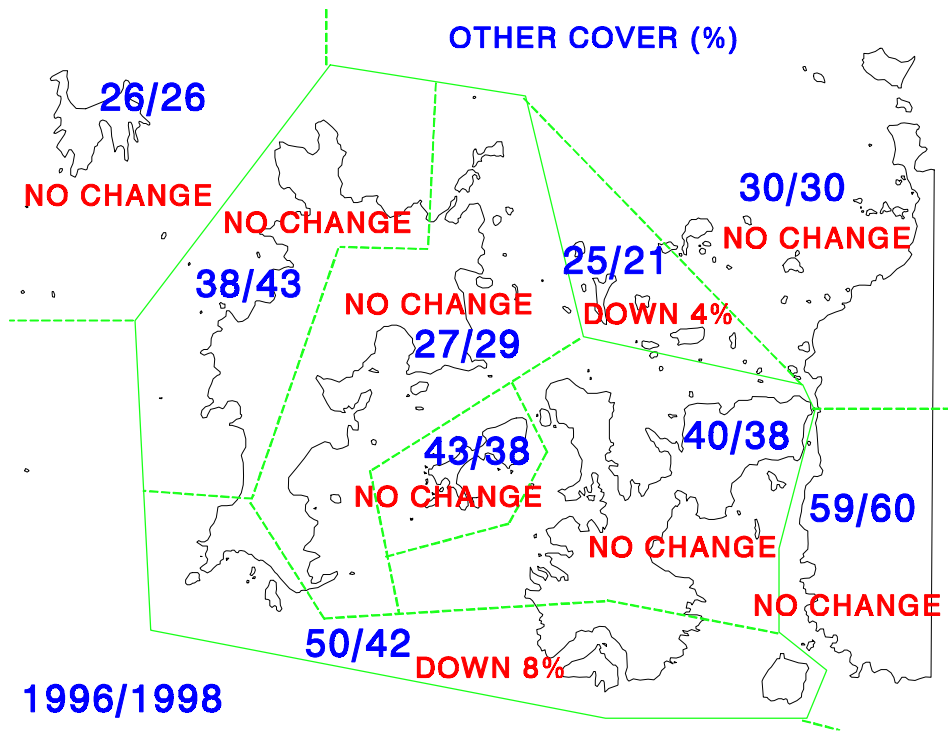 OTHER COVER (%)
26/26
NO CHANGE
30/30
NO CHANGE
NO CHANGE
38/43
25/21
DOWN 4%
NO CHANGE
27/29
43/38
NO CHANGE
40/38
NO CHANGE
59/60
NO CHANGE
50/42
DOWN 8%
1996/1998